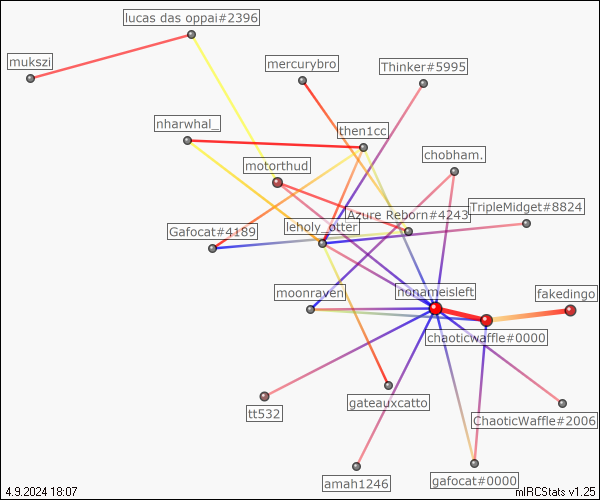 lucas das oppai#2396
mukszi
mercurybro
Thinker#5995
nharwhal_
lthen1cc
chobham.
motorthud
TripleMidget#8824
Azure Reborn#4243
Gafocat#4189
leholy_otter
moonraven
nonameisleft
fakedingo
chaoticwaffle#0000
gateauxcatto
tt532
ChaoticWaffle#2006
amah1246
gafocat#0000
4.9.2024 18:07
mIRCStats v1.25